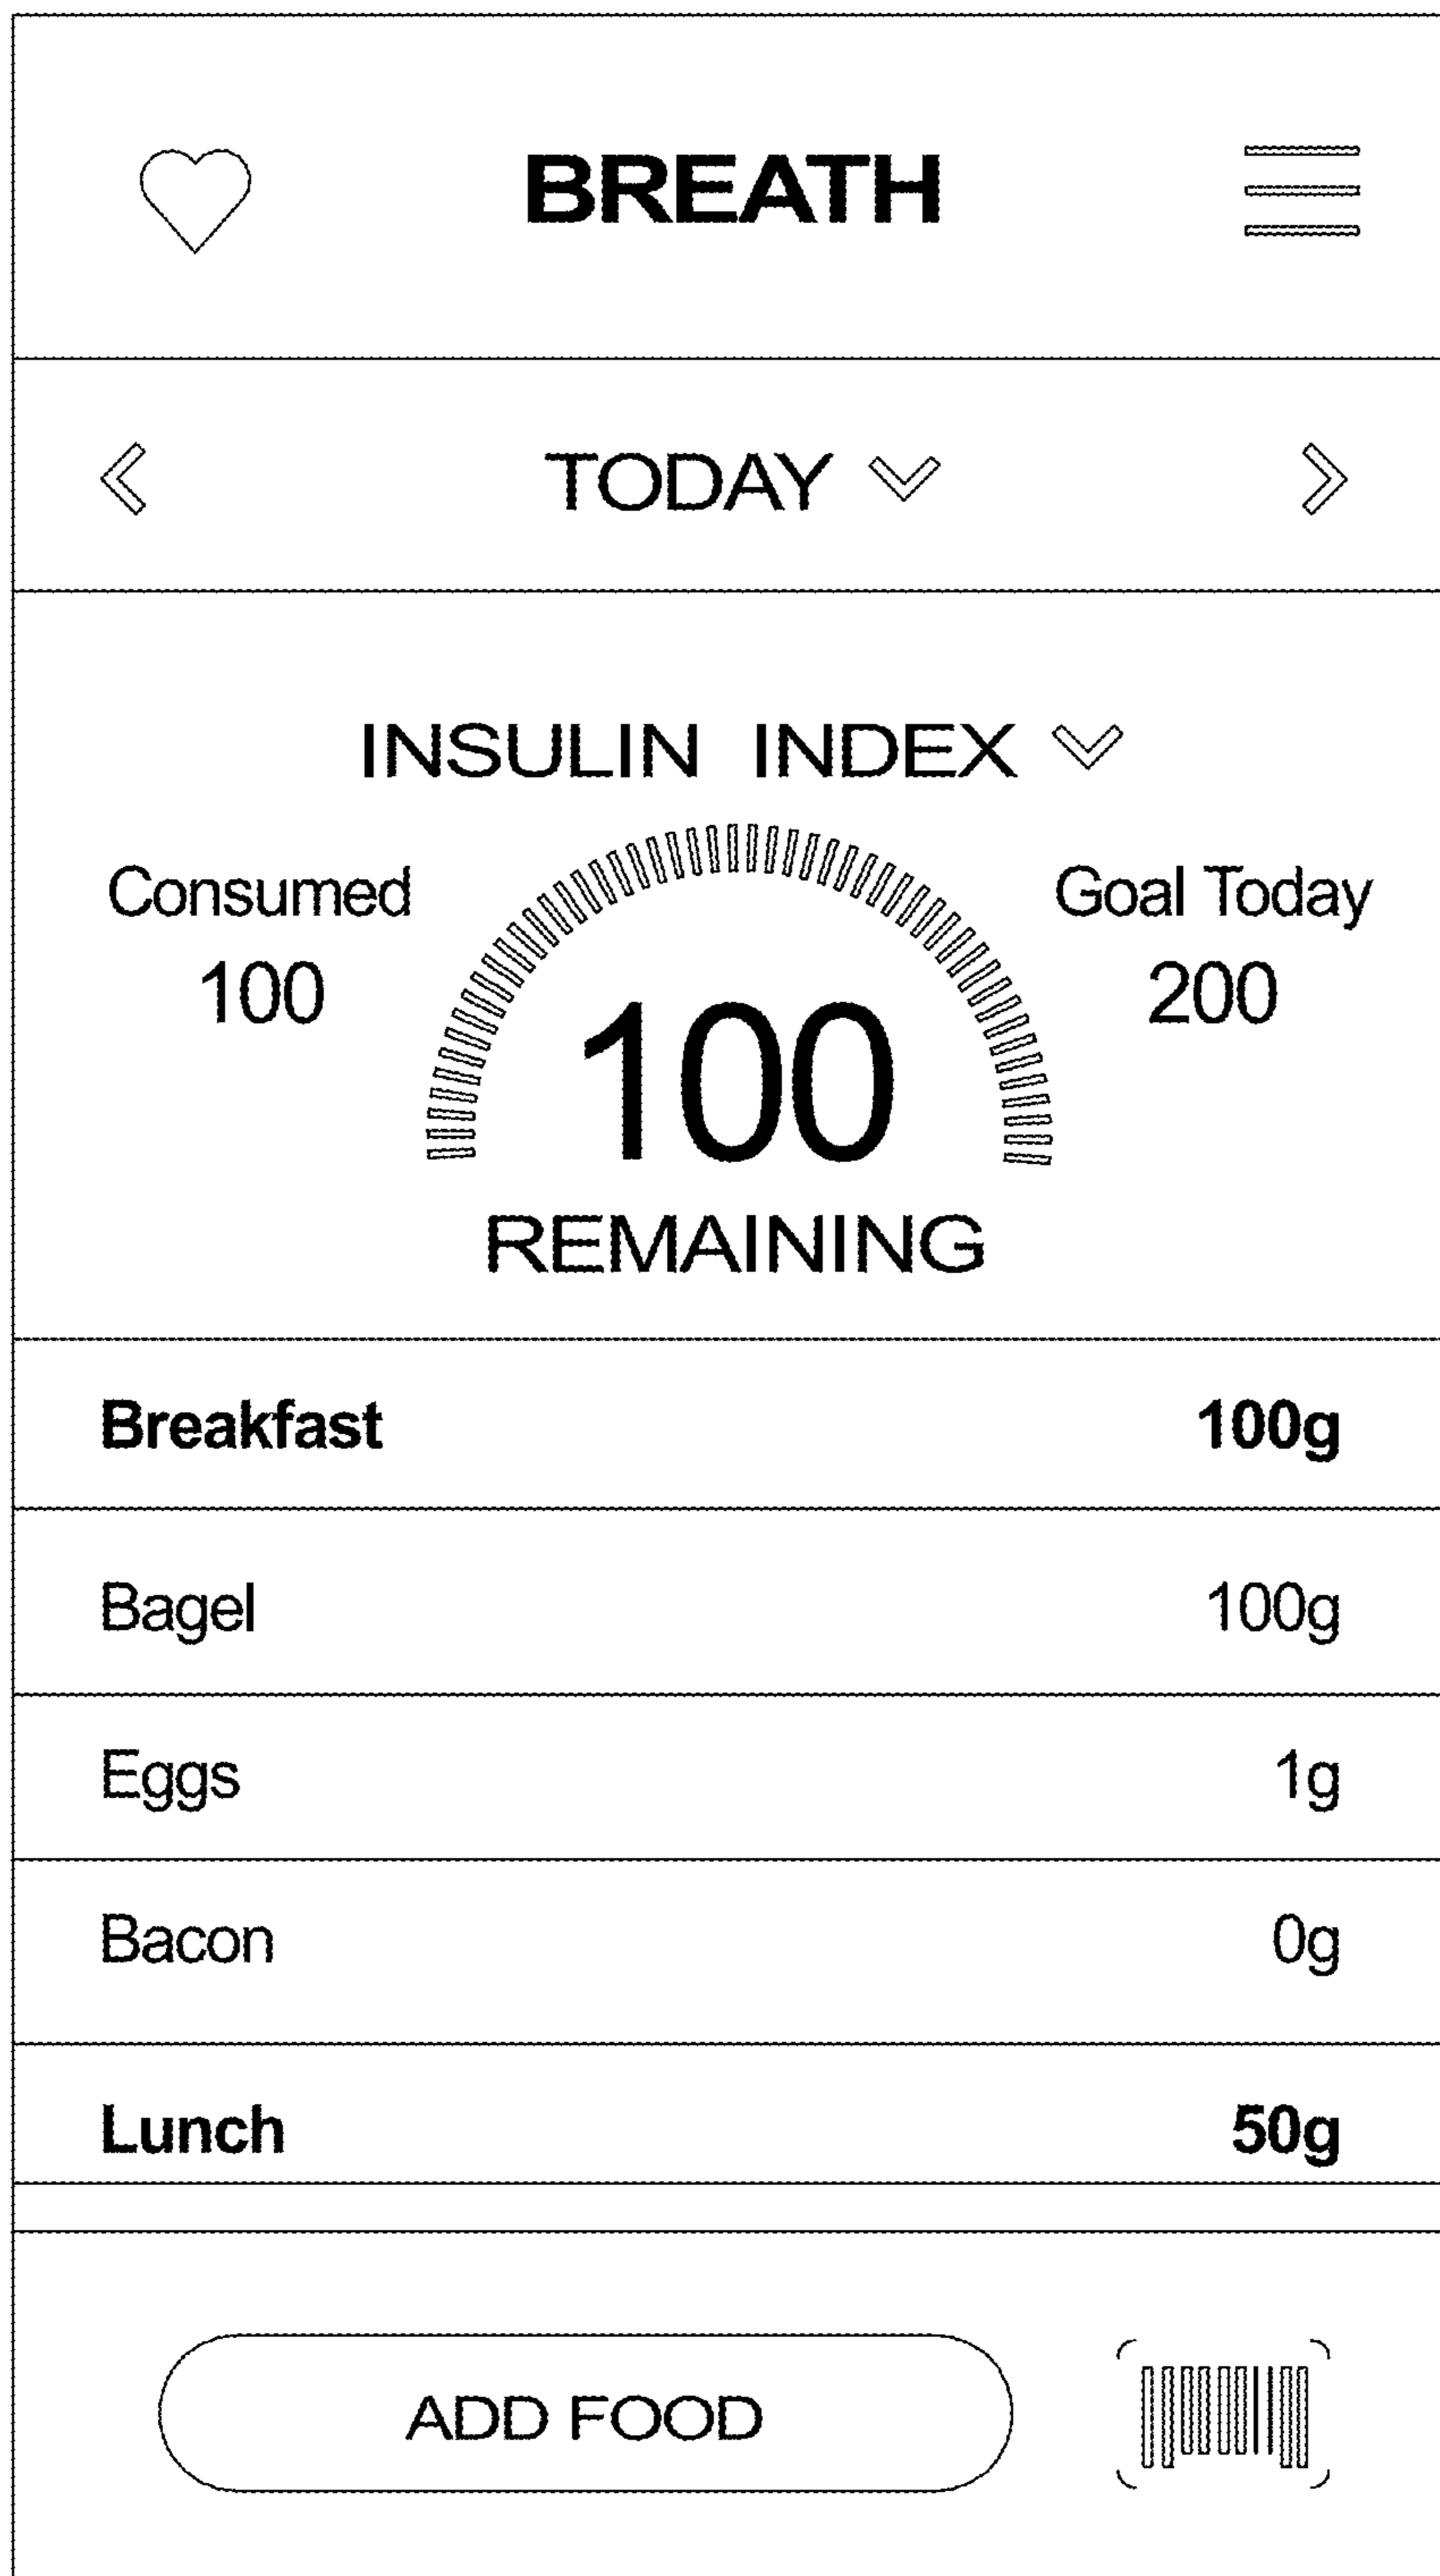 BREATH
TODAY
INSULIN INDEX
Consumed
100
Goal Today
200
100
REMAINING
Breakfast 100g
Bagel 100g
Eggs 1g
Bacon 0g
Lunch 50g
ADD FOOD